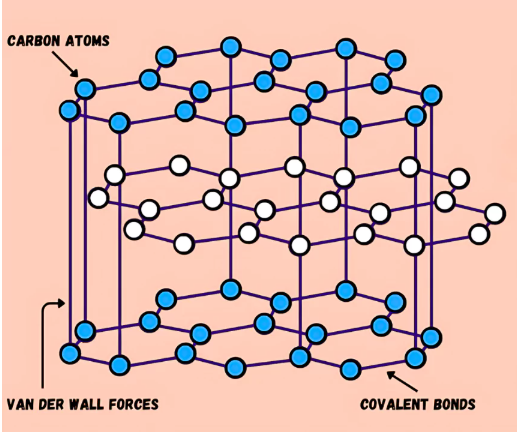 CARBON ATOMS
VAN DER WALL FORCES
COVALENT BONDS